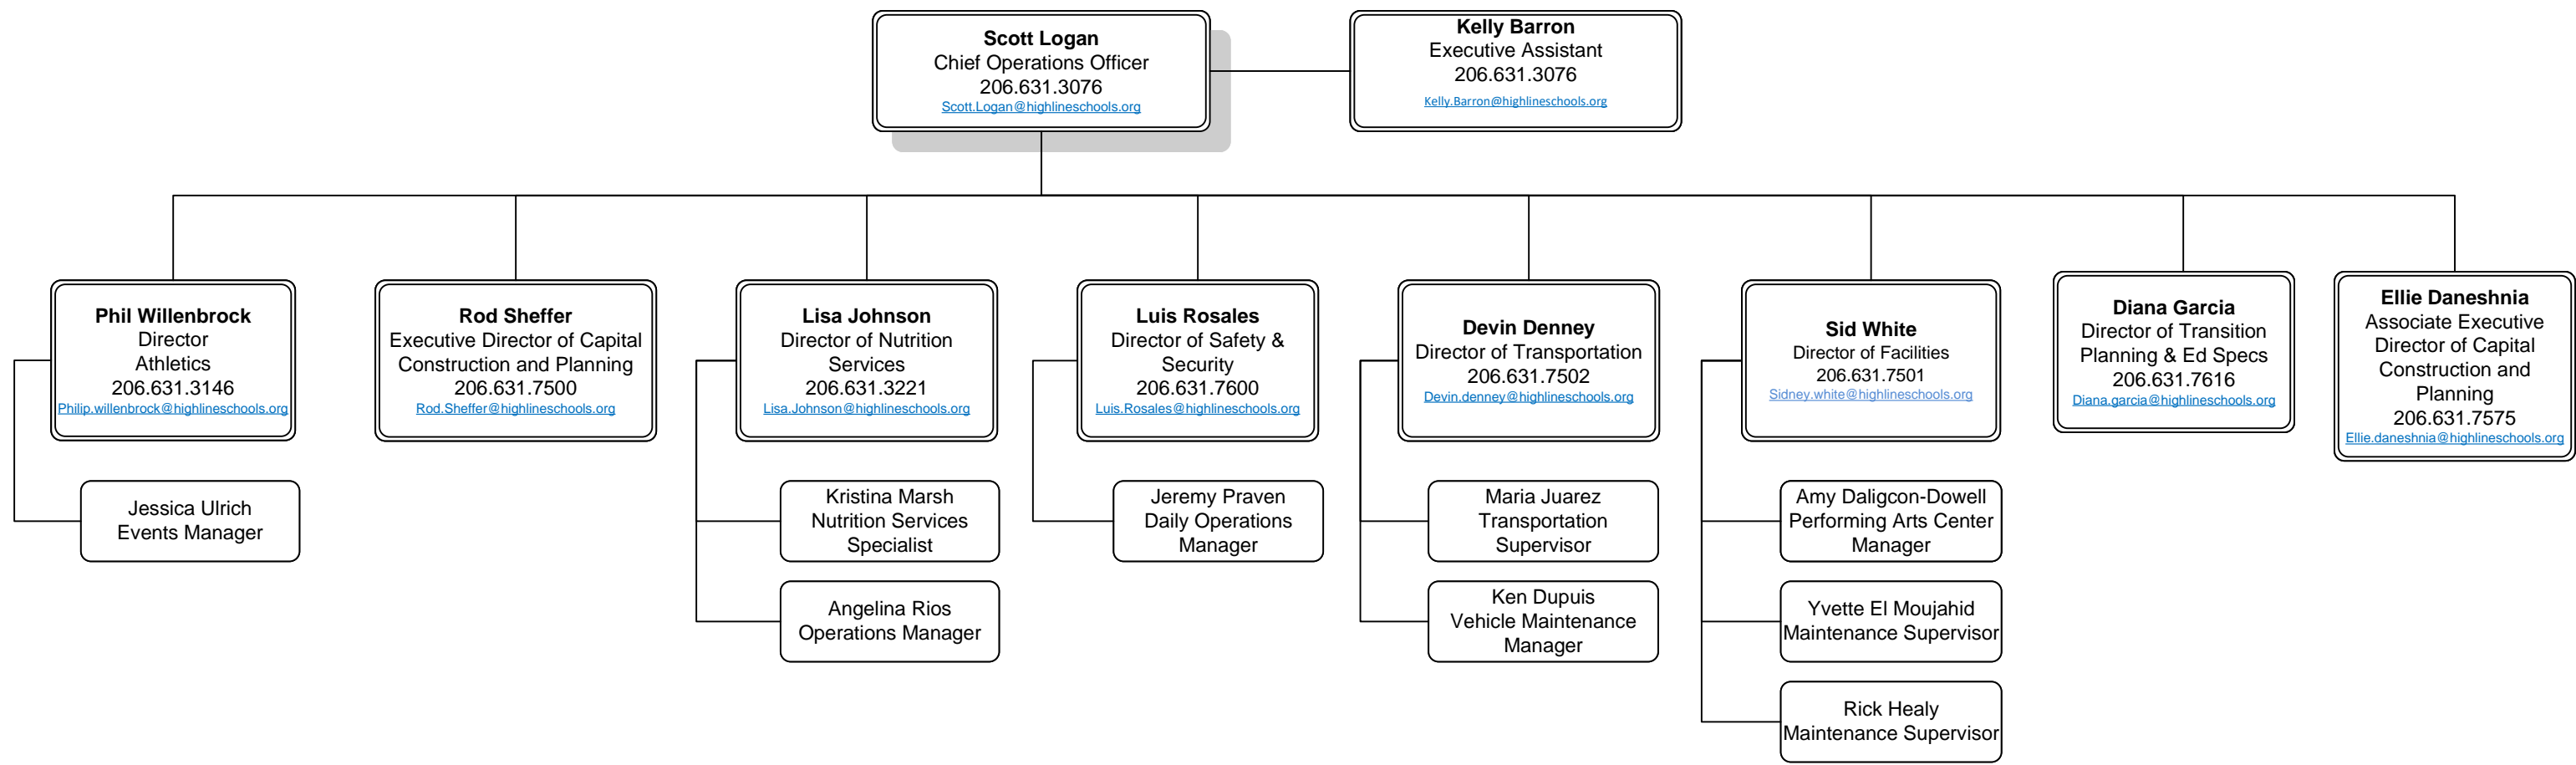 Scott Logan
Chief Operations Officer
206.631.3076
Scott.Logan@highlineschools.org
Kelly Barron
Executive Assistant
206.631.3076
Kelly.Barron@highlineschools.org
Phil Willenbrock
Director
Athletics
206.631.3146
Philip.willenbrock@highlineschools.org
Rod Sheffer
Executive Director of Capital
Construction and Planning
206.631.7500
Rod.Sheffer@highlineschools.org
Lisa Johnson
Director of Nutrition
Services
206.631.3221
Lisa.Johnson@highlineschools.org
Luis Rosales
Director of Safety &
Security
206.631.7600
Luis.Rosales@highlineschools.org
Devin Denney
Director of Transportation
206.631.7502
Devin.denney@highlineschools.org
Sid White
Director of Facilities
206.631.7501
Sidney.white@highlineschools.org
Diana Garcia
Director of Transition
Planning & Ed Specs
206.631.7616
Diana.garcia@highlineschools.org
Ellie Daneshnia
Associate Executive
Director of Capital
Construction and
Planning
206.631.7575
Ellie.daneshnia@highlineschools.org
Jessica Ulrich
Events Manager
Kristina Marsh
Nutrition Services
Specialist
Angelina Rios
Operations Manager
Jeremy Praven
Daily Operations
Manager
Maria Juarez
Transportation
Supervisor
Ken Dupuis
Vehicle Maintenance
Manager
Amy Daligcon-Dowell
Performing Arts Center
Manager
Yvette El Moujahid
Maintenance Supervisor
Rick Healy
Maintenance Supervisor